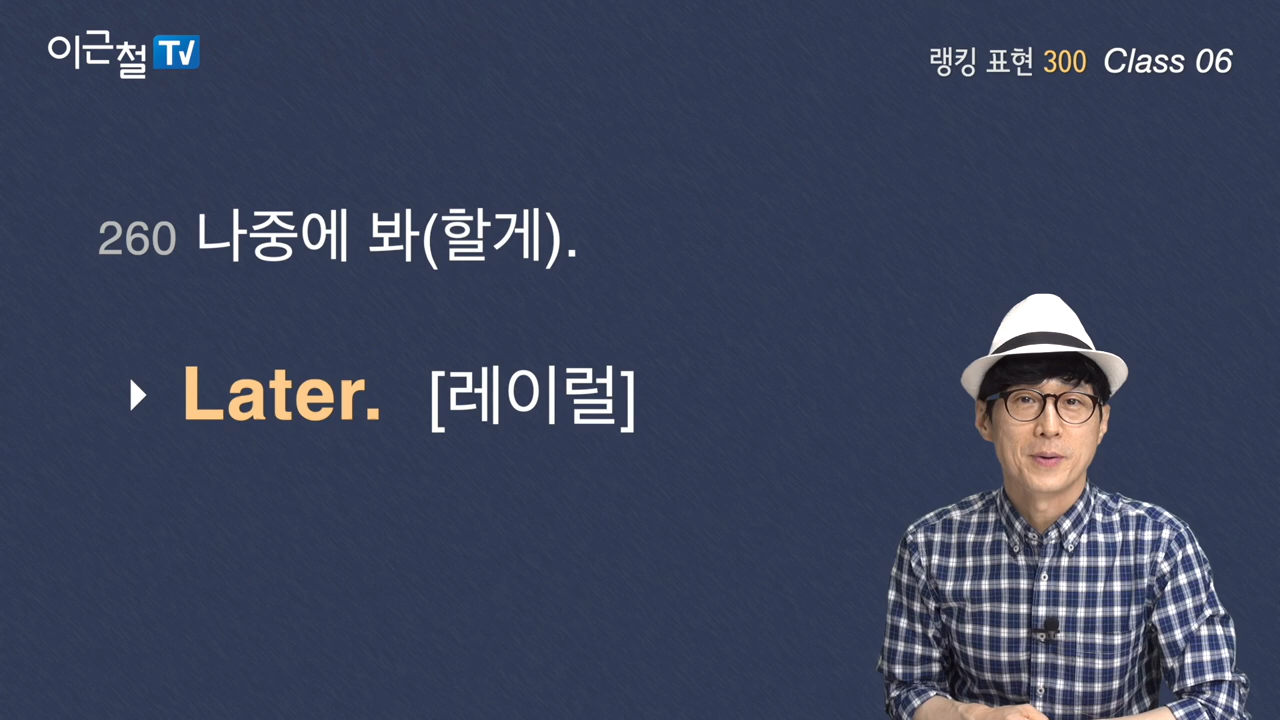 이근철 TV
랭킹 표현 300 Class 06
260 나중에 봐(할게).
Later. [레이럴]